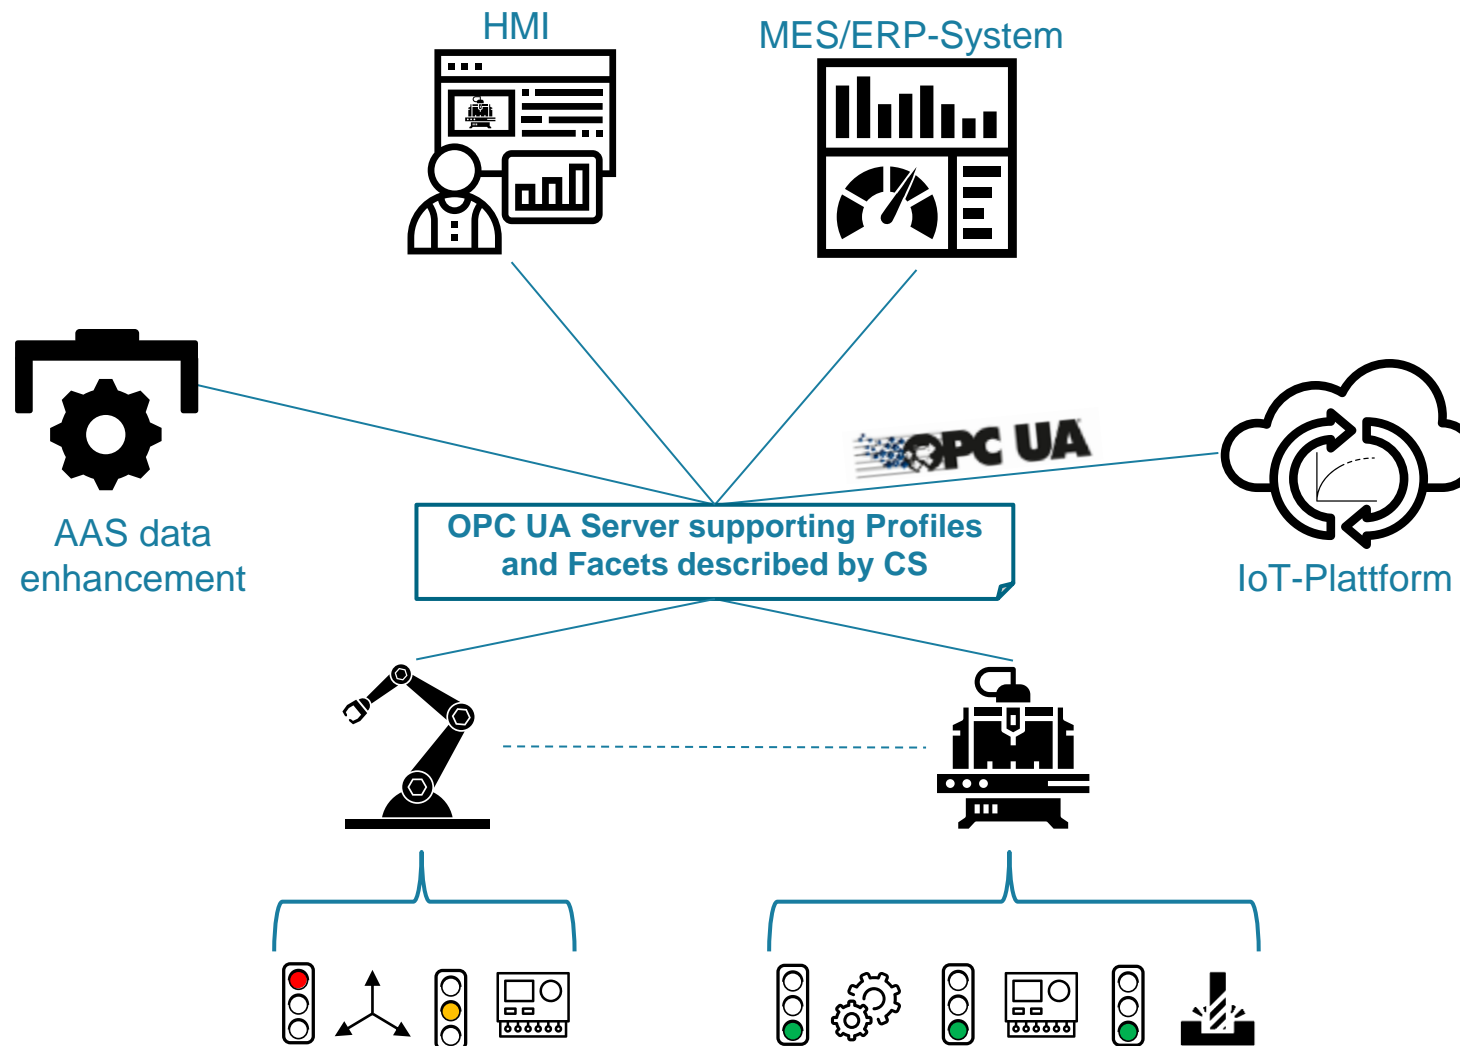 HMI
MES/ERP-System
OPC UA
AAS data
enhancement
OPC UA Server supporting Profiles
and Facets described by CS
IoT-Plattform